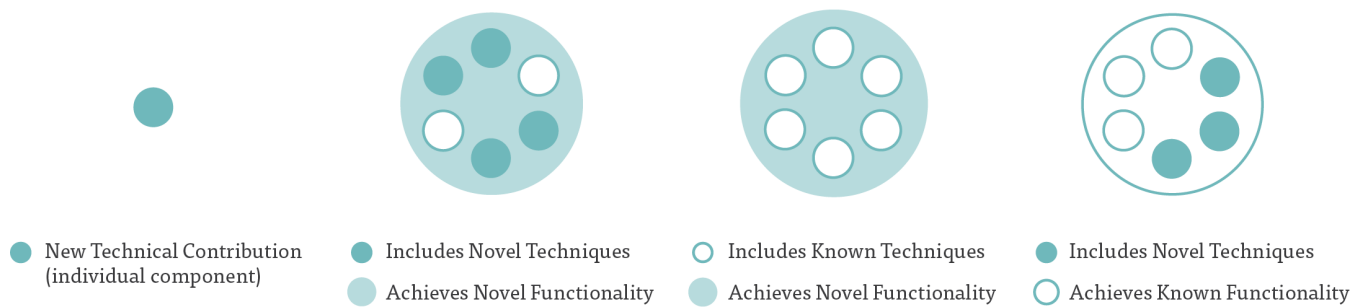 New Technical Contribution
(individual component)
Includes Novel Techniques
Achieves Novel Functionality
Includes Known Techniques
Achieves Novel Functionality
Includes Novel Techniques
Achieves Known Functionality